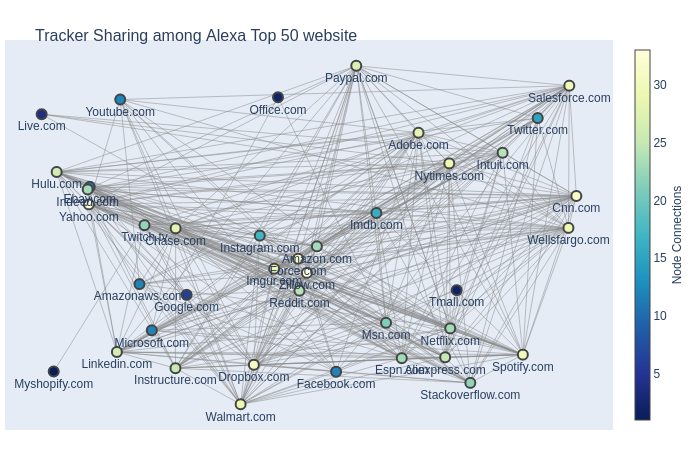 Tracker Sharing among Alexa Top 50 website
Paypal.com
Salesforce.com
Youtube.com
Office.com
Live.com
Twitter.com
Adobe.com
Intuit.com
Nytimes.com
Hulu.com
Ebay.com
Indeed.com
Yahoo.com
Cnn.com
Imdb.com
Twitch.tv
Chase.com
Instagram.com
Wellsfargo.com
Amazon.com
Force.com
Imgur.com
Zillow.com
Reddit.com
Amazonaws.com
Google.com
Tmall.com
Microsoft.com
Msn.com
Netflix.com
Linkedin.com
Instructure.com
Dropbox.com
Facebook.com
Espn.com
Aliexpress.com
Spotify.com
Myshopify.com
Stackoverflow.com
Walmart.com
30
25
20
15
10
5
Node Connections